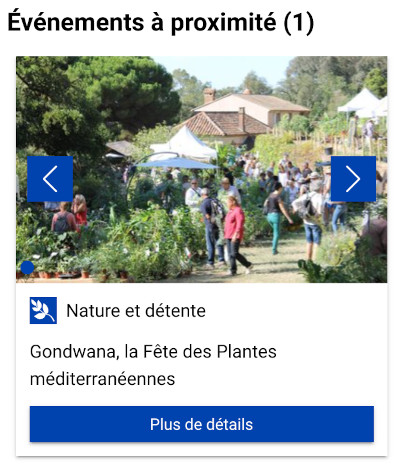 Événements à proximité (1)
Nature et détente
Gondwana, la Fête des Plantes
méditerranéennes
Plus de détails